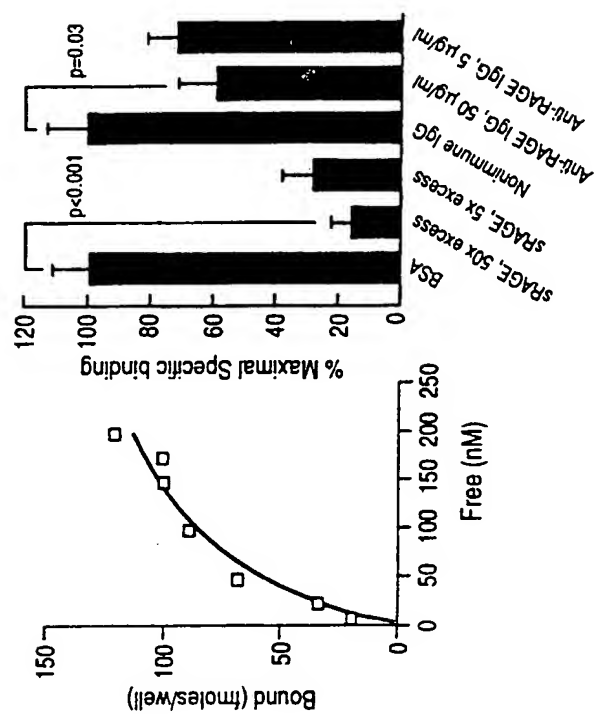 Bound (fmoles/well)
150
100
50
0
0
50
100
150
200
250
Free (nM)
% Maximal Specific binding
120
100
80
60
40
20
0
p<0.001
p=0.03
BSA
sRAGE, 50x excess
sRAGE, 5x excess
Nonimmune IgG
Anti-RAGE IgG, 50 µg/ml
Anti-RAGE IgG, 5 µg/ml